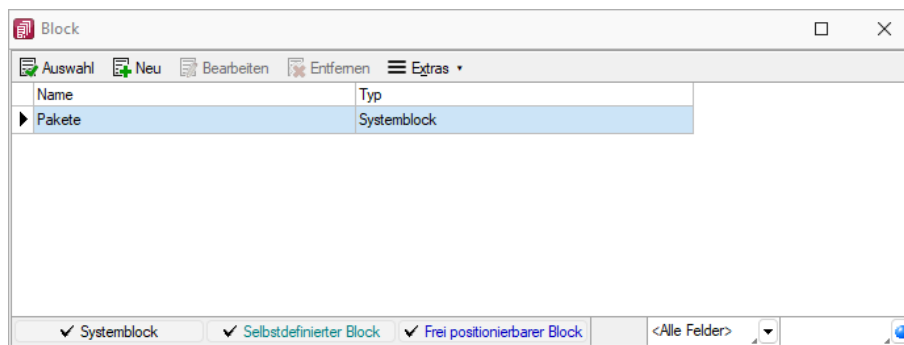 Block
Auswahl Neu Bearbeiten Entfernen Extras
Name Typ
Pakete Systemblock
Systemblock Selbstdefinierter Block Frei positionierbarer Block <Alle Felder>